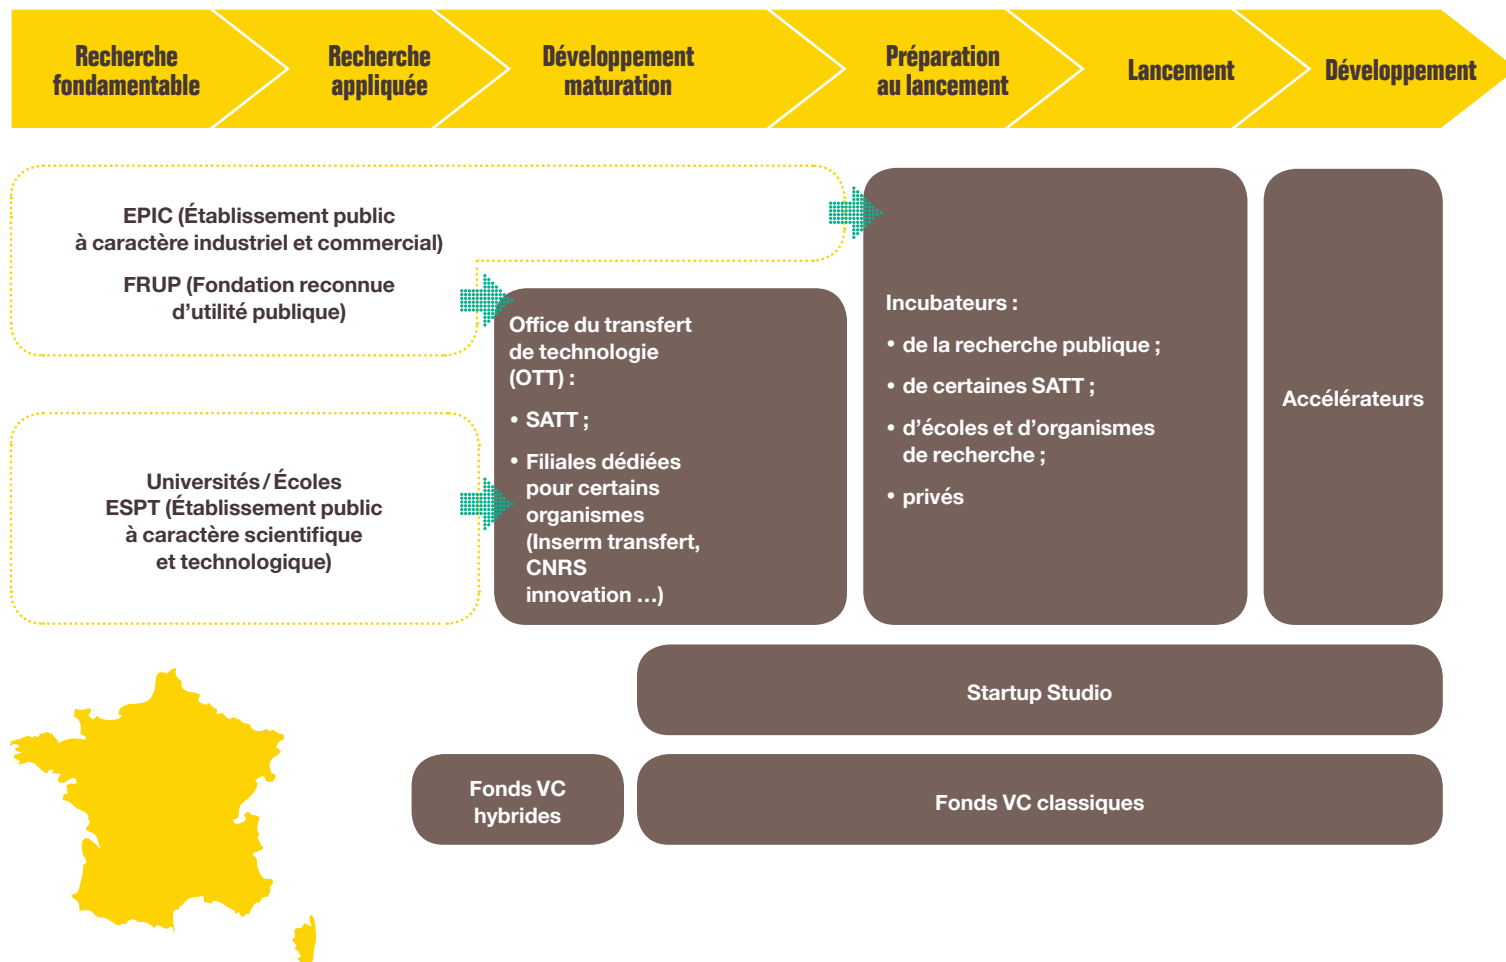 Recherche
fondamentable
Recherche
appliquée
Développement
maturation
Préparation
au lancement
Lancement
Développement
EPIC (Établissement public
à caractère industriel et commercial)
FRUP (Fondation reconnue
d’utilité publique)
Universités / Écoles
ESPT (Établissement public
à caractère scientifique
et technologique)
Office du transfert
de technologie
(OTT) :
• SATT ;
• Filiales dédiées
pour certains
organismes
(Inserm transfert,
CNRS
innovation …)
Incubateurs :
• de la recherche publique ;
• de certaines SATT ;
• d’écoles et d’organismes
de recherche ;
• privés
Accélérateurs
Startup Studio
Fonds VC
hybrides
Fonds VC classiques